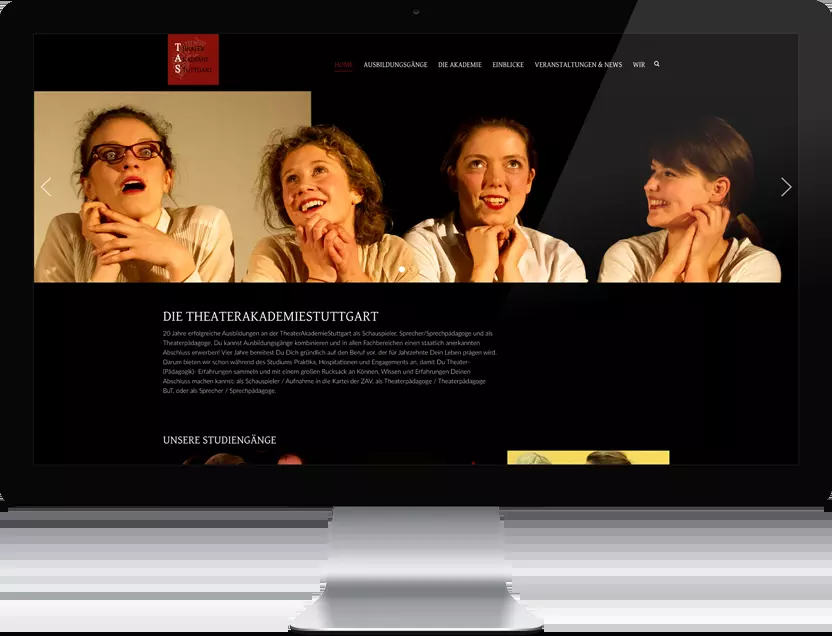 T HEATER
A KADEMIE
S TUTTGART
HOME AUSBILDUNGSGÄNGE DIE AKADEMIE EINBLICKE VERANSTALTUNGEN & NEWS WIR
DIE THEATERAKADEMIESTUTTGART
20 Jahre erfolgreiche Ausbildungen an der TheaterAkademieStuttgart als Schauspieler, Sprecher/Sprechpädagoge und als
Theaterpädagoge. Du kannst Ausbildungsgänge kombinieren und in allen Fachbereichen einen staatlich anerkannten
Abschluss erwerben! Vier Jahre bereitest Du Dich gründlich auf den Beruf vor, der für Jahrzehnte Dein Leben prägen wird.
Darum bieten wir schon während des Studiums Praktika, Hospitationen und Engagements an, damit Du Theater-
(Pädagogik)- Erfahrungen sammeln und mit einem großen Rucksack an Können, Wissen und Erfahrungen Deinen
Abschluss machen kannst: als Schauspieler / Aufnahme in die Kartei der ZAV, als Theaterpädagoge / Theaterpädagoge
BuT, oder als Sprecher / Sprechpädagoge.
UNSERE STUDIENGÄNGE